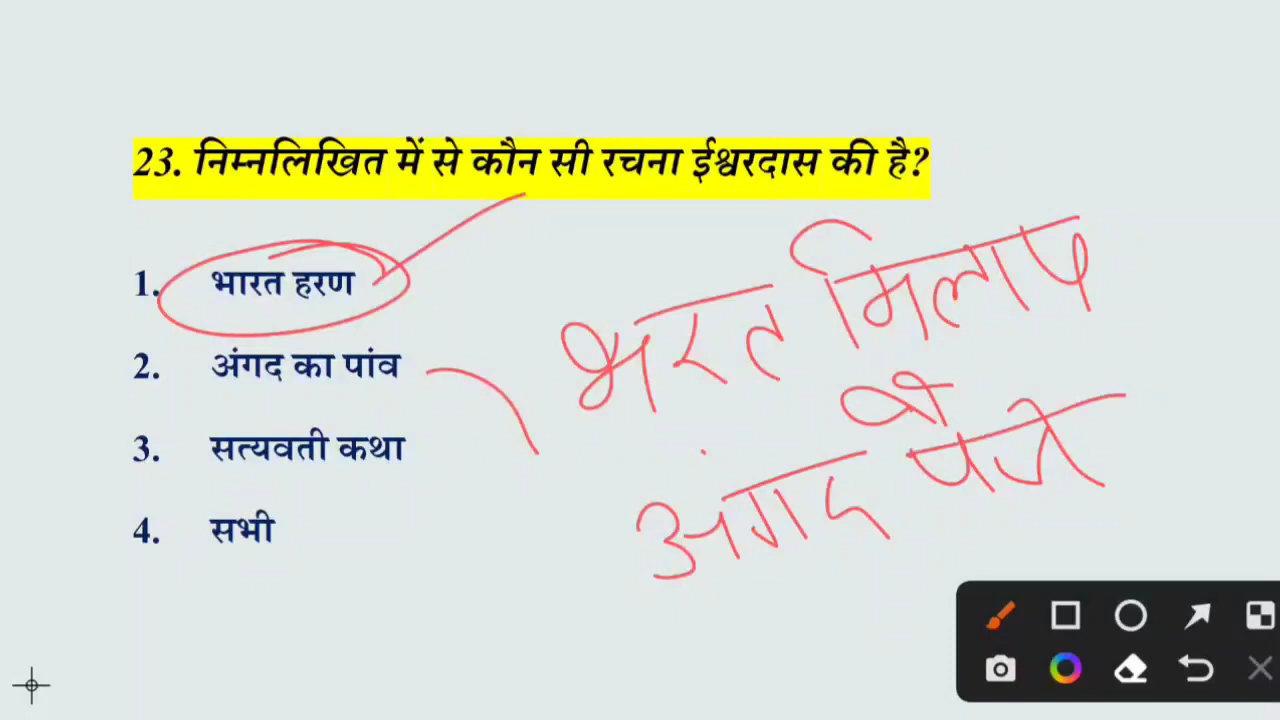 23. निम्नलिखित में से कौन सी रचना ईश्वरदास की है?
1. भारत हरण
2. अंगद का पांव
3. सत्यवती कथा
4. सभी
भरत मिलाप
अंगद